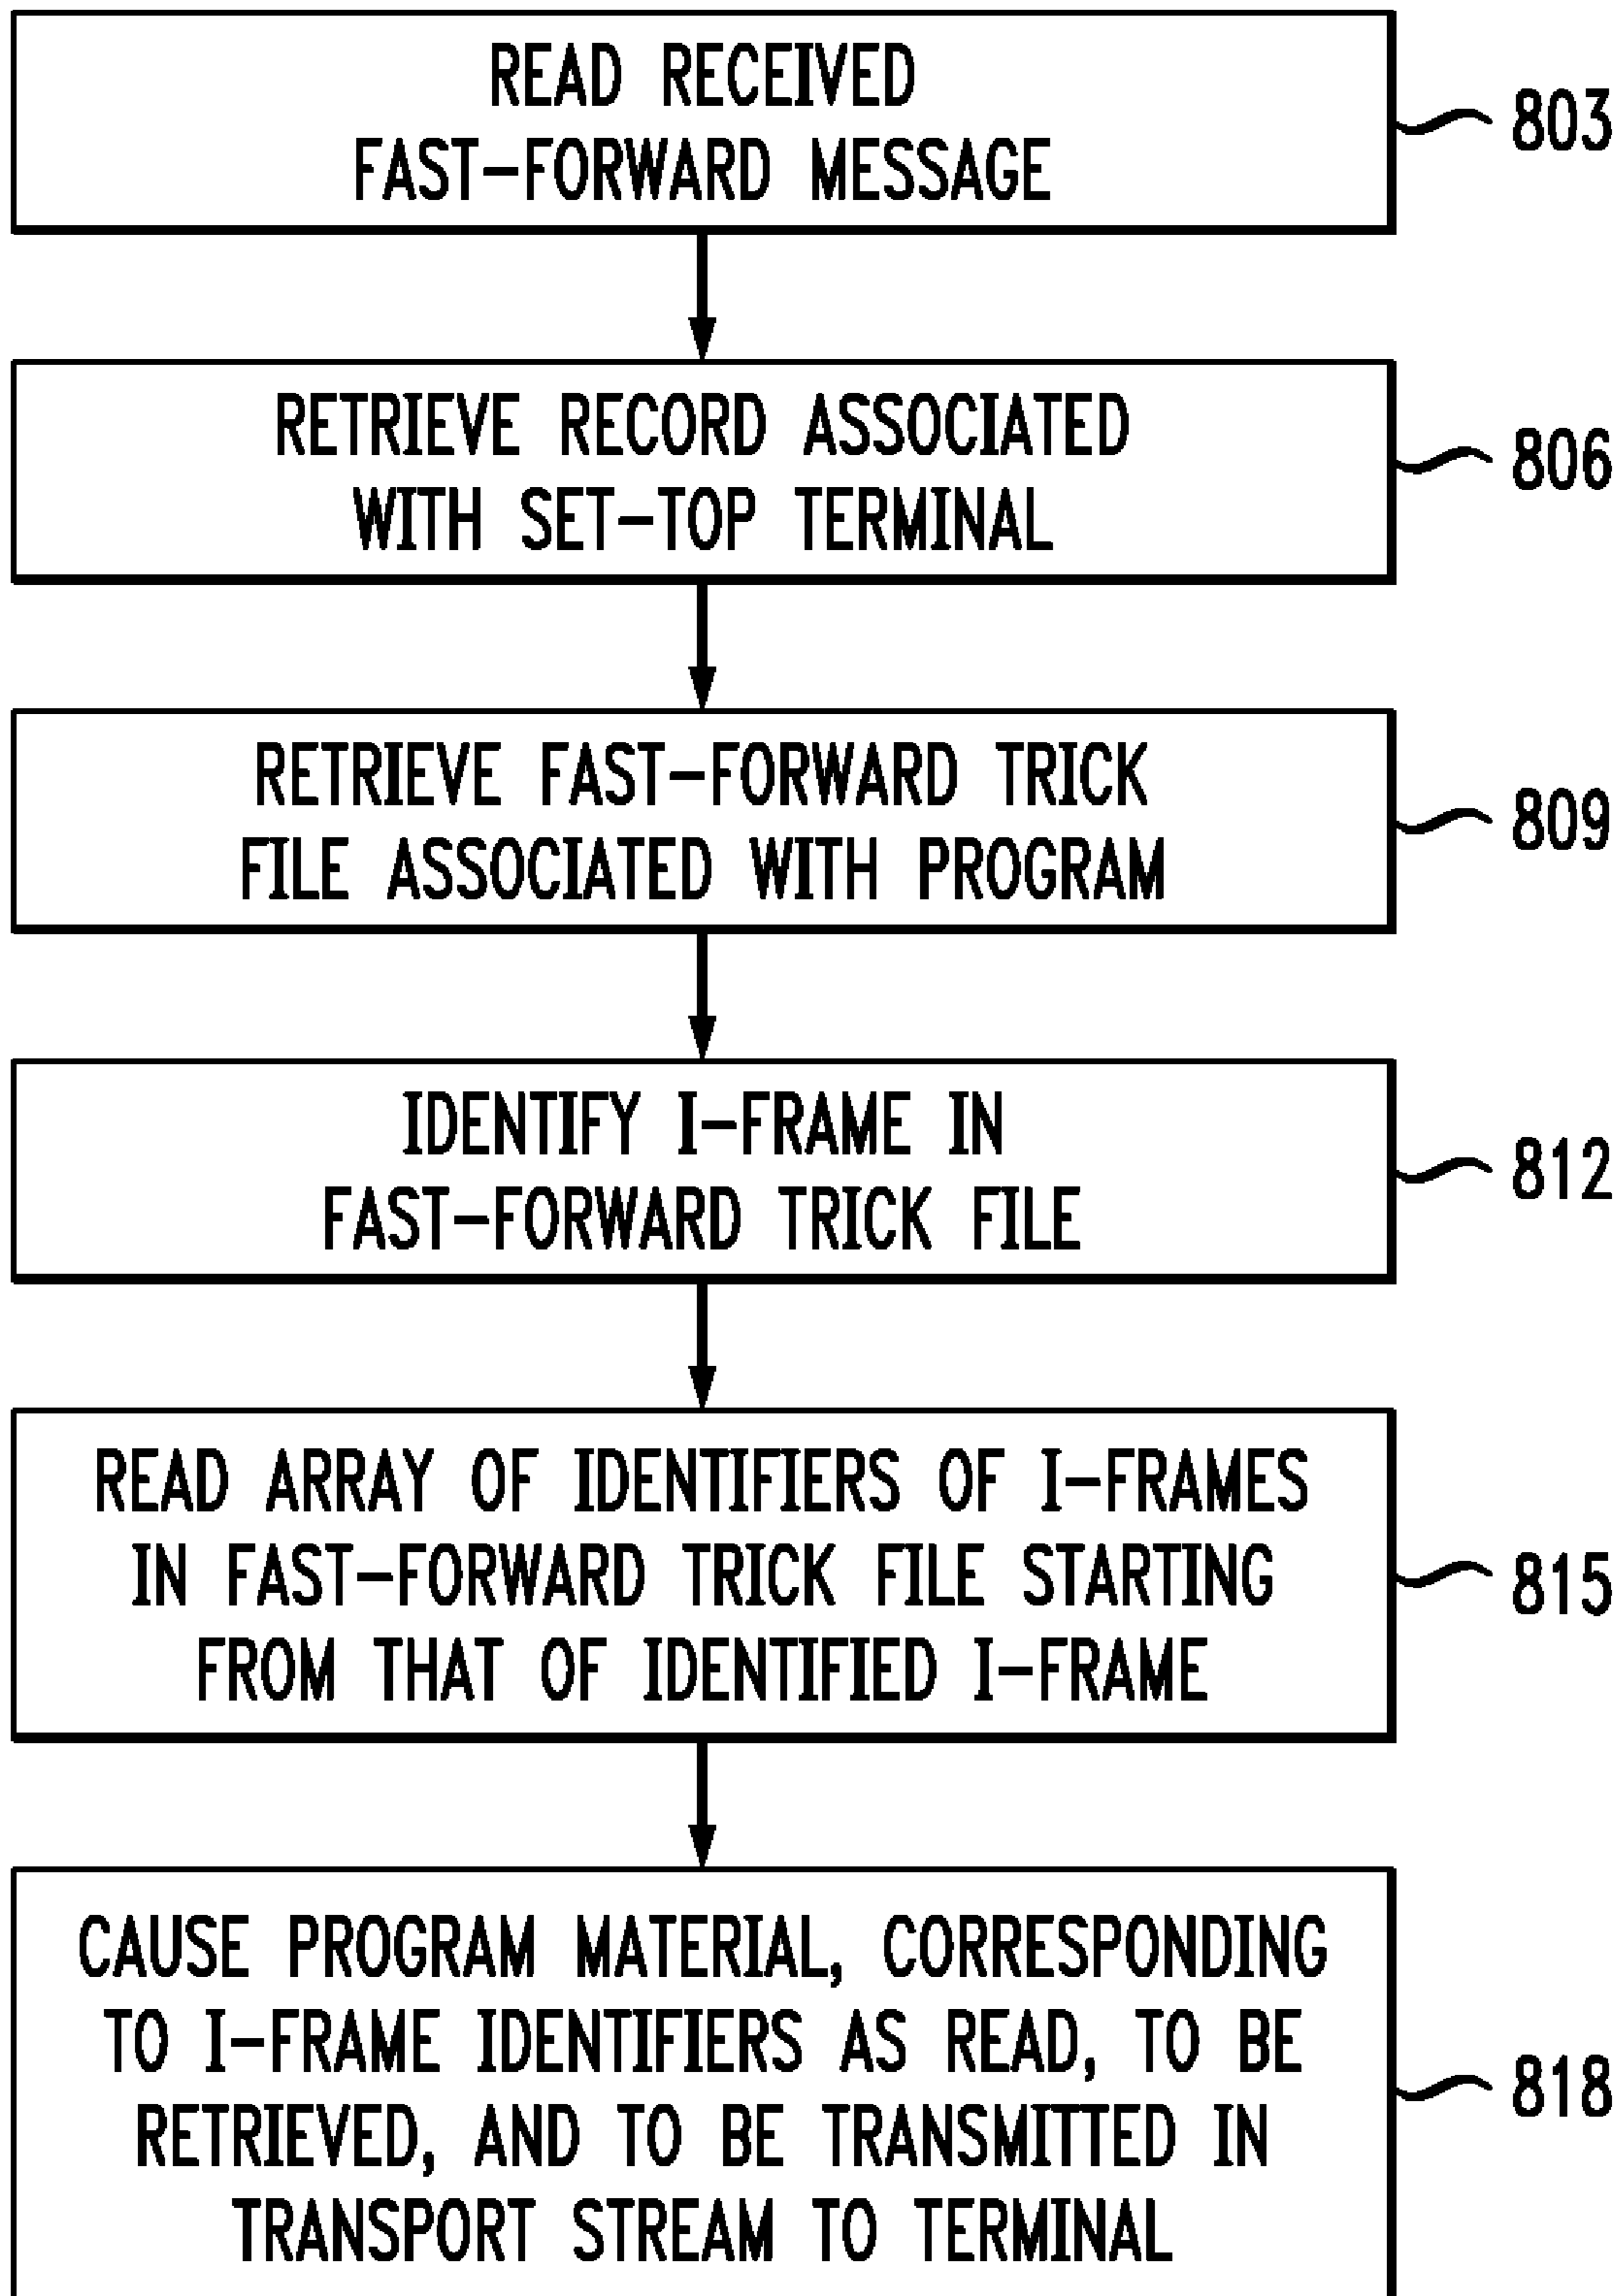 READ RECEIVED
FAST-FORWARD MESSAGE
803
RETRIEVE RECORD ASSOCIATED
WITH SET-TOP TERMINAL
806
RETRIEVE FAST-FORWARD TRICK
FILE ASSOCIATED WITH PROGRAM
809
IDENTIFY I-FRAME IN
FAST-FORWARD TRICK FILE
812
READ ARRAY OF IDENTIFIERS OF I-FRAMES
IN FAST-FORWARD TRICK FILE STARTING
FROM THAT OF IDENTIFIED I-FRAME
815
CAUSE PROGRAM MATERIAL, CORRESPONDING
TO I-FRAME IDENTIFIERS AS READ, TO BE
RETRIEVED, AND TO BE TRANSMITTED IN
TRANSPORT STREAM TO TERMINAL
818